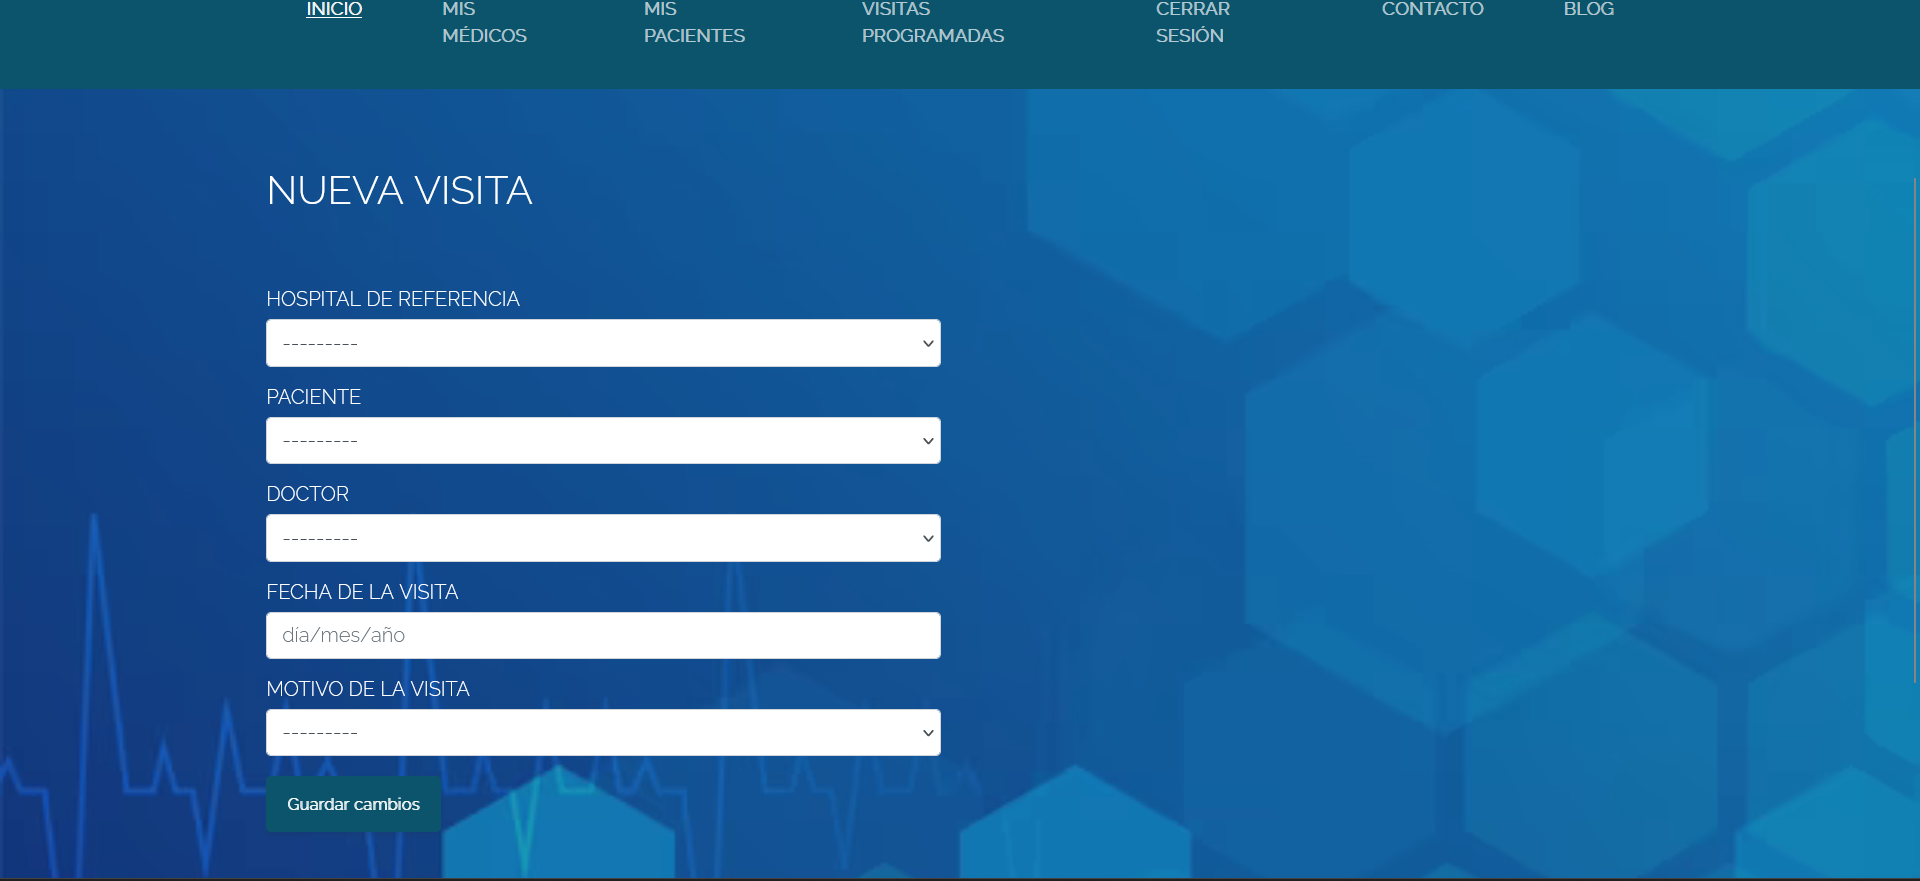 INICIO
MIS
MÉDICOS
MIS
PACIENTES
VISITAS
PROGRAMADAS
CERRAR
SESIÓN
CONTACTO
BLOG
NUEVA VISITA
HOSPITAL DE REFERENCIA
---------
PACIENTE
---------
DOCTOR
---------
FECHA DE LA VISITA
día/mes/año
MOTIVO DE LA VISITA
---------
Guardar cambios